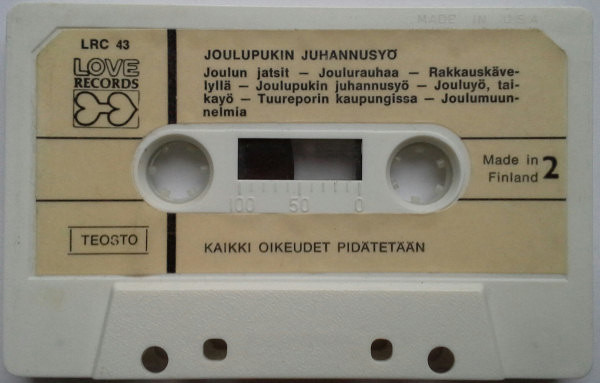 MADE IN U.S.A
LRC 43
LOVE
RECORDS
JOULUPUKIN JUHANNUSYÖ
Joulun jatsit – Joulurauhaa – Rakkauskäve-
lyllä – Joulupukin juhannusyö – Jouluyö, tai-
kayö – Tuureporin kaupungissa – Joulumuun-
nelmia
100 50 0
Made in
Finland 2
TEOSTO
KAIKKI OIKEUDET PIDÄTETÄÄN